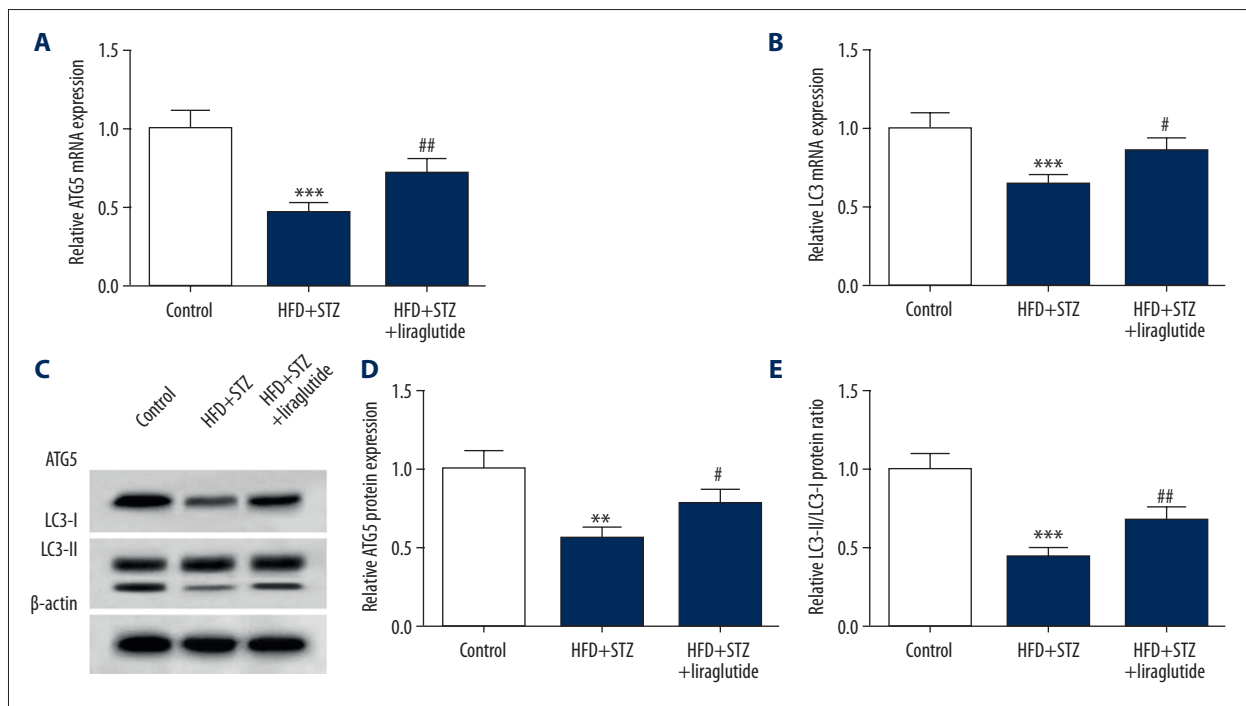 A
Relative ATG5 mRNA expression
1.5
1.0
0.5
0.0
***
##
Control
HFD+STZ
HFD+STZ
+liraglutide
B
Relative LC3 mRNA expression
1.5
1.0
0.5
0.0
***
#
Control
HFD+STZ
HFD+STZ
+liraglutide
C
Control
HFD+STZ
HFD+STZ
+liraglutide
ATG5
LC3-I
LC3-II
β-actin
D
Relative ATG5 protein expression
1.5
1.0
0.5
0.0
**
#
Control
HFD+STZ
HFD+STZ
+liraglutide
E
Relative LC3-II/LC3-I protein ratio
1.5
1.0
0.5
0.0
***
##
Control
HFD+STZ
HFD+STZ
+liraglutide